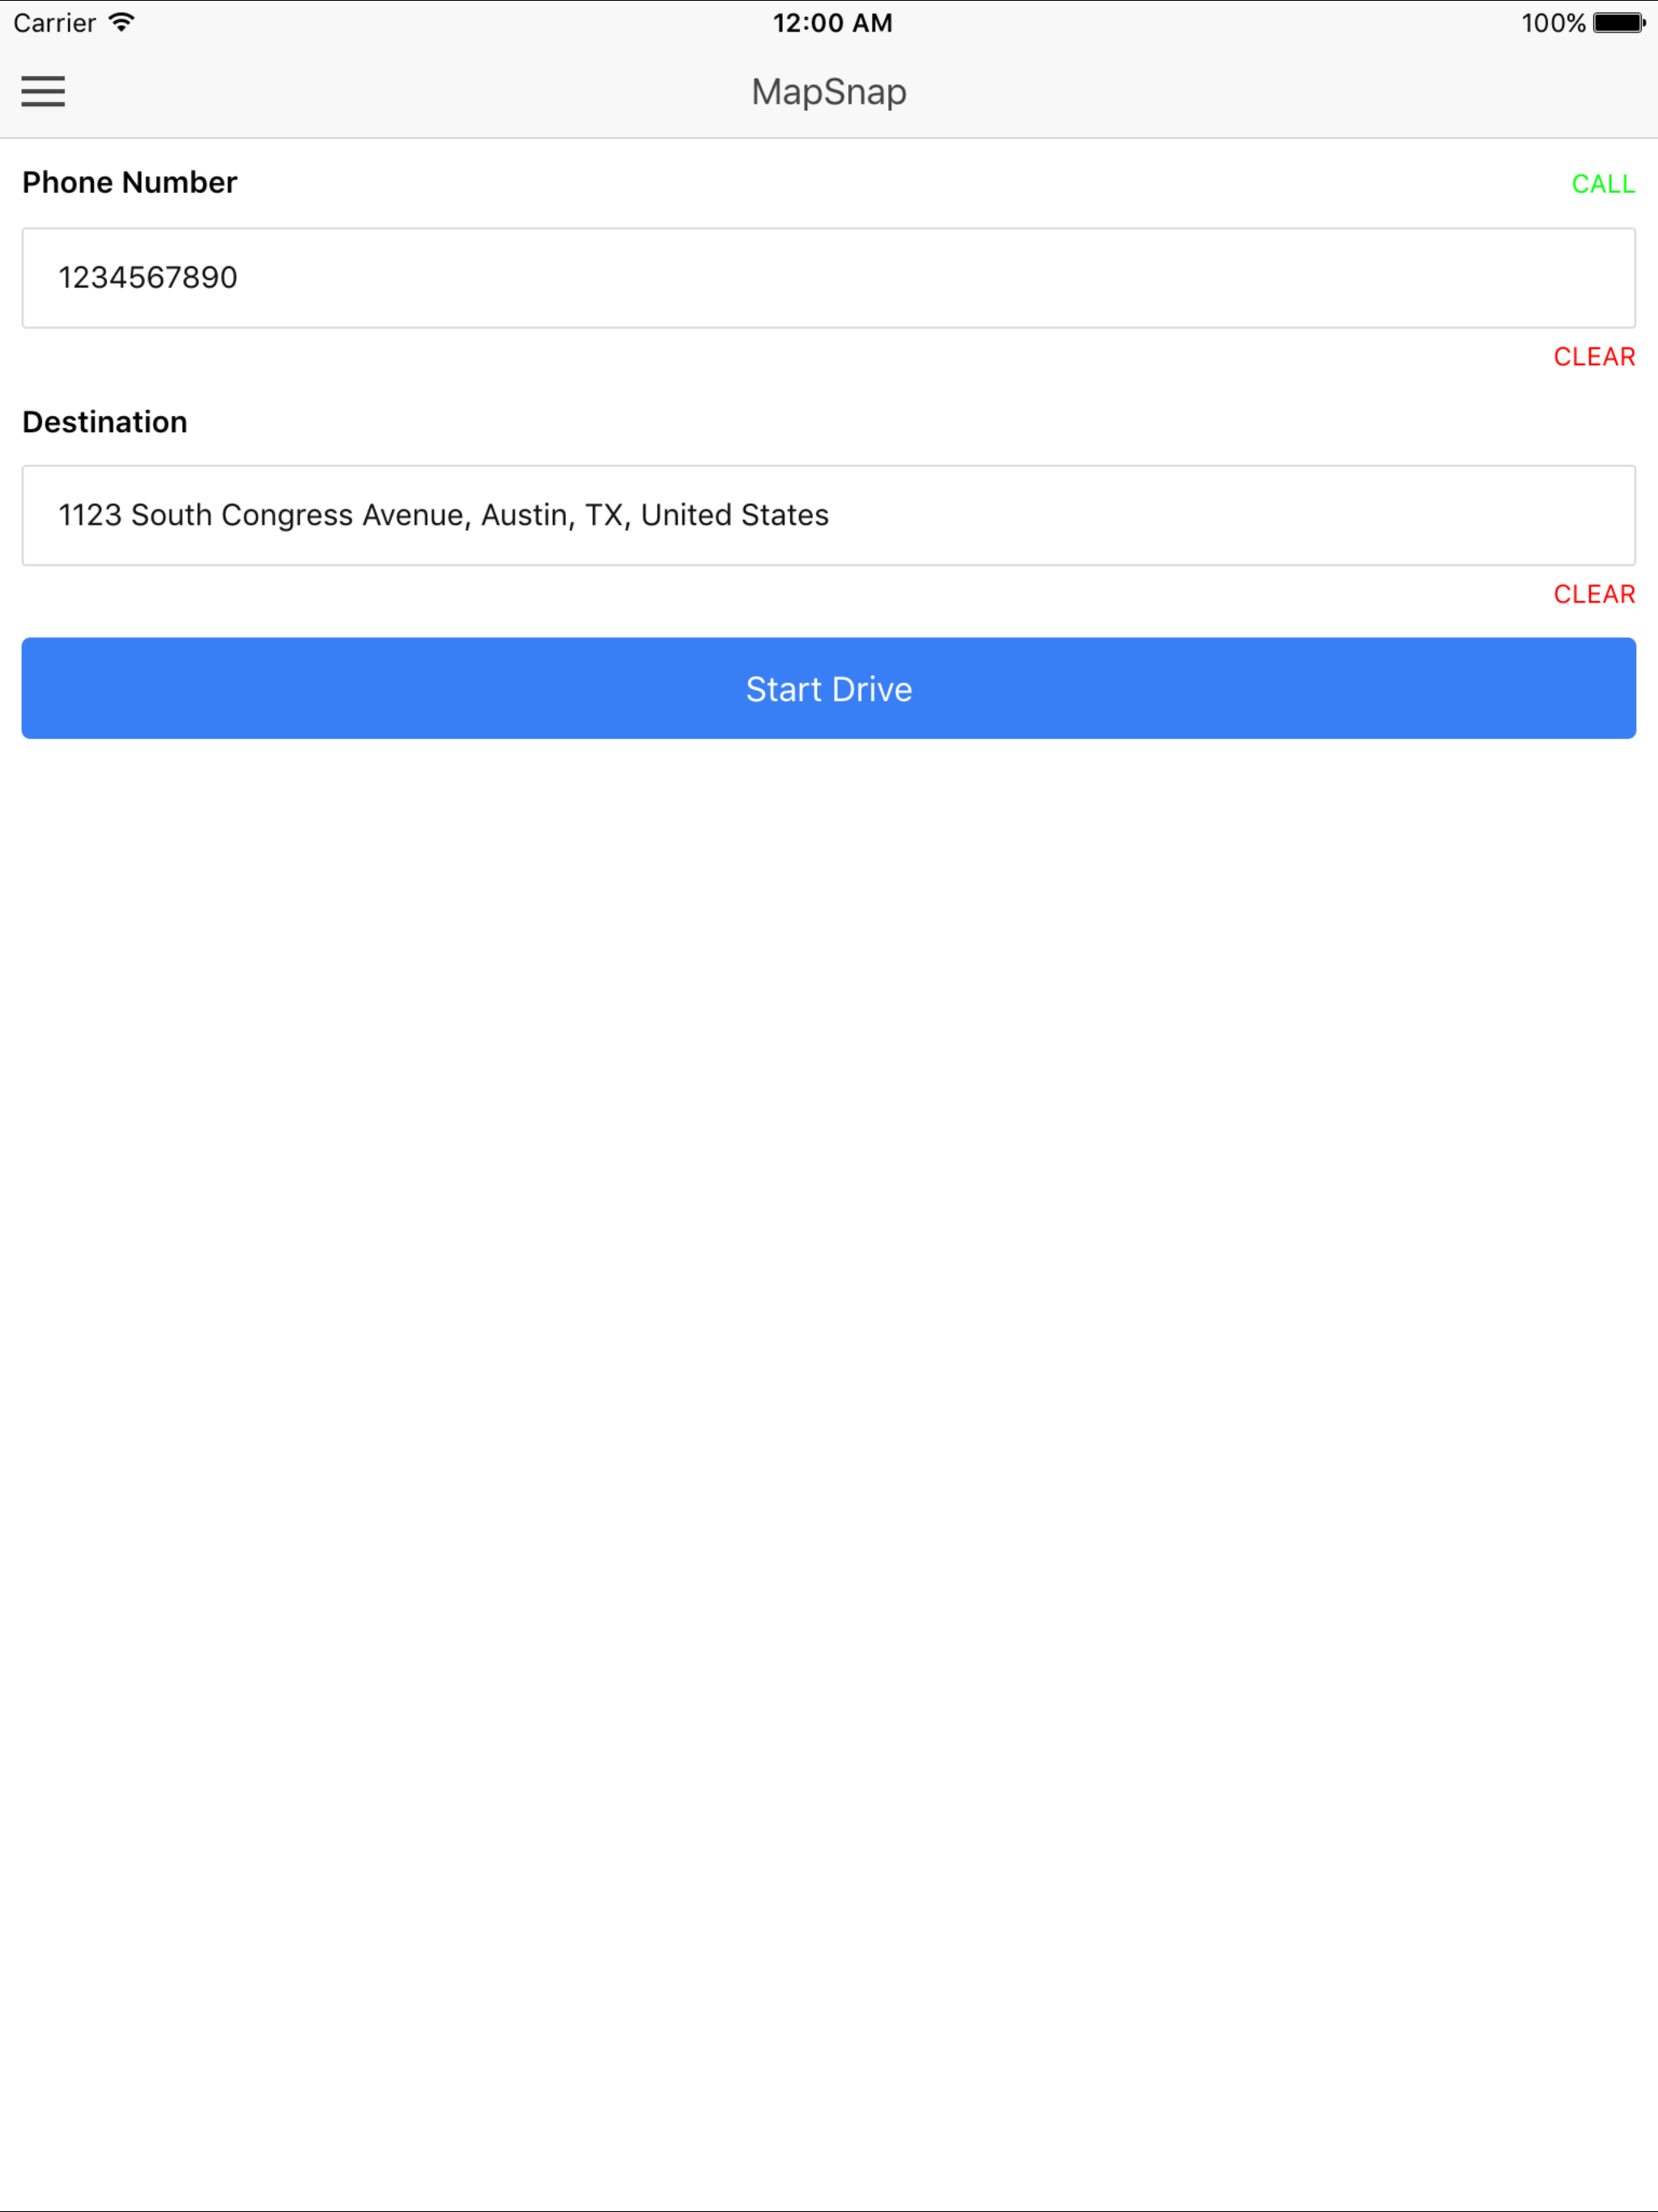 Carrier 12:00 AM 100%
MapSnap
Phone Number CALL
1234567890
CLEAR
Destination
1123 South Congress Avenue, Austin, TX, United States
CLEAR
Start Drive